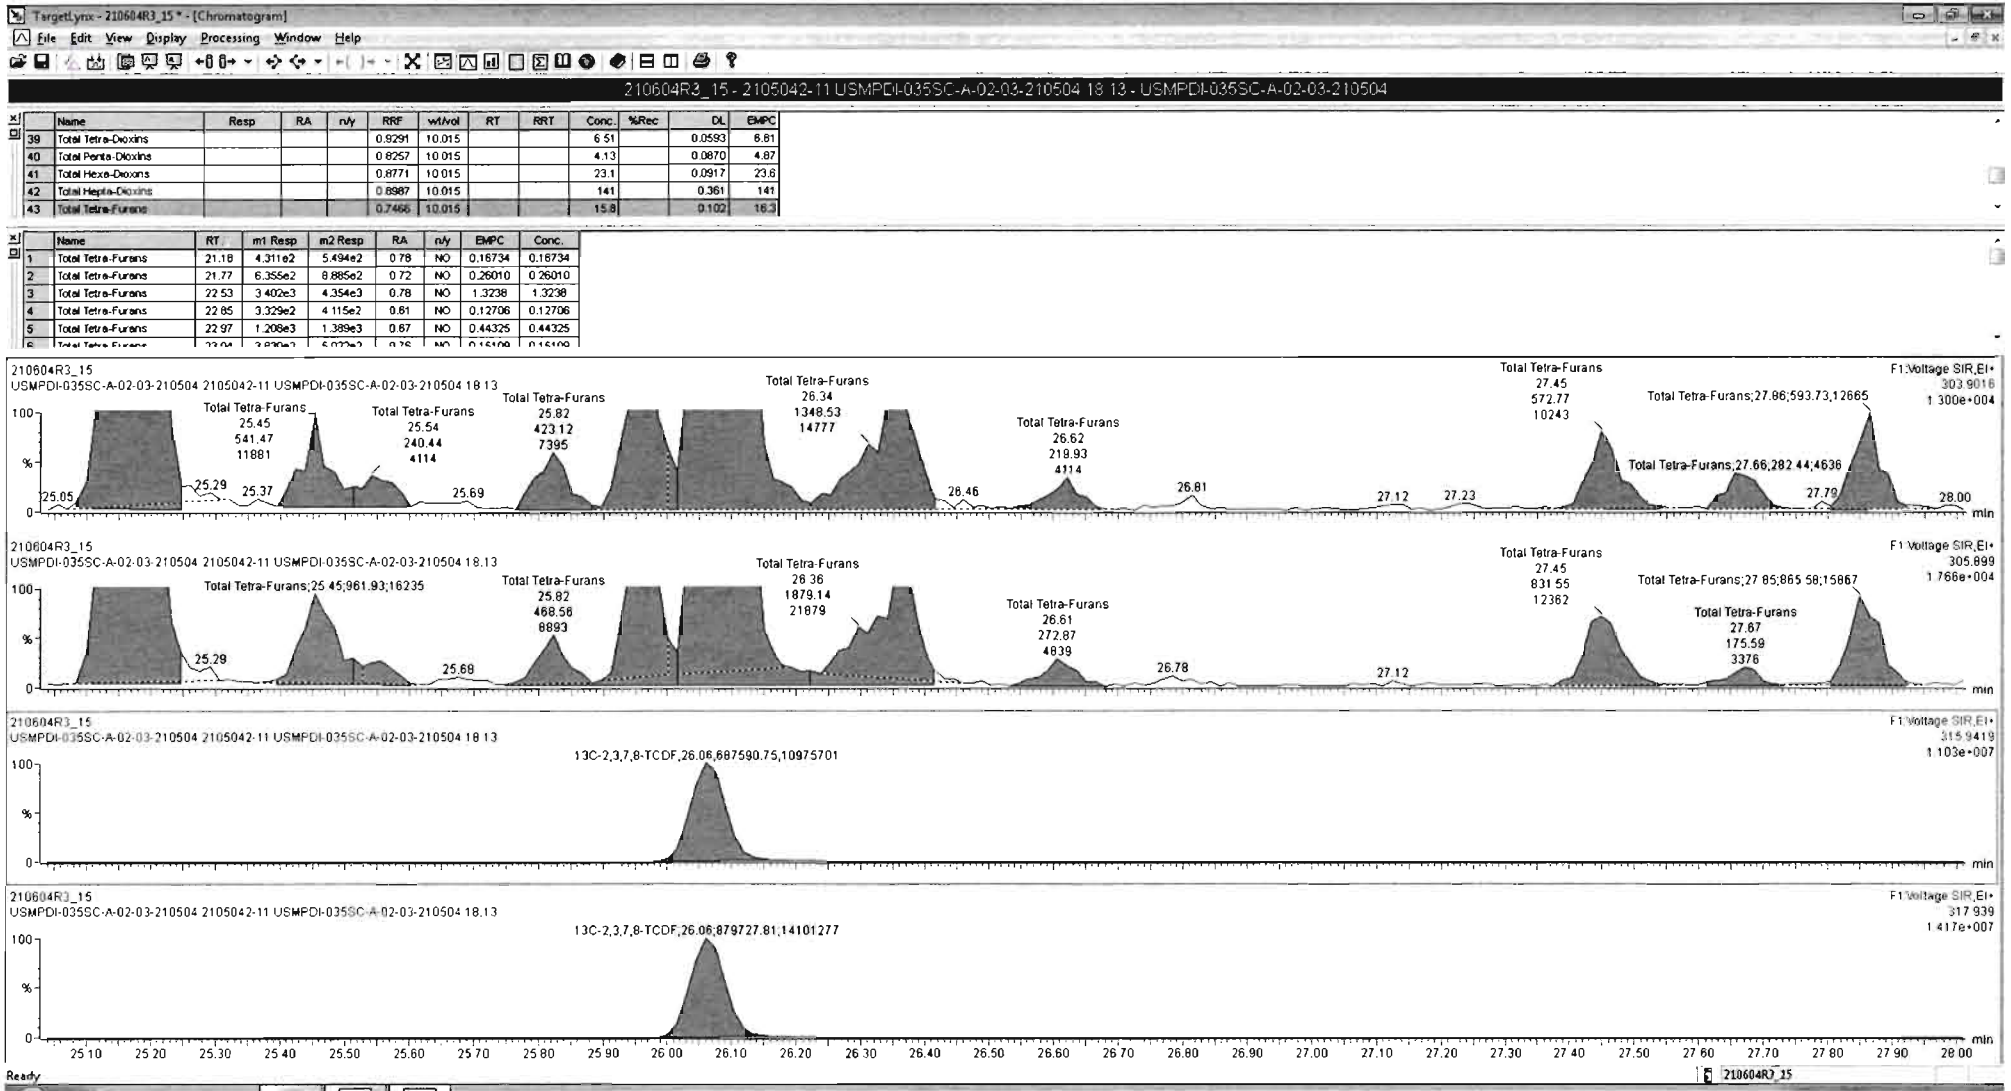 TargetLynx - 210604R3_15 * - [Chromatogram]
File Edit View Display Processing Window Help
210604R3_15 - 2105042-11 USMPDI-035SC-A-02-03-210504 18 13 - USMPDI-035SC-A-02-03-210504
Name Resp RA n/y RRF wt/vol RT RRT Conc. %Rec DL EMPC
39 Total Tetra-Dioxins 0.9291 10.015 6.51 0.0593 6.81
40 Total Penta-Dioxins 0.8257 10.015 4.13 0.0870 4.87
41 Total Hexa-Dioxins 0.8771 10.015 23.1 0.0917 23.6
42 Total Hepta-Dioxins 0.8987 10.015 141 0.361 141
43 Total Tetra-Furans 0.7466 10.015 15.8 0.102 16.3
Name RT m1 Resp m2 Resp RA n/y EMPC Conc.
1 Total Tetra-Furans 21.18 4.311e2 5.494e2 0.78 NO 0.16734 0.16734
2 Total Tetra-Furans 21.77 6.355e2 8.885e2 0.72 NO 0.26010 0.26010
3 Total Tetra-Furans 22.53 3.402e3 4.354e3 0.78 NO 1.3238 1.3238
4 Total Tetra-Furans 22.85 3.329e2 4.115e2 0.81 NO 0.12706 0.12706
5 Total Tetra-Furans 22.97 1.208e3 1.389e3 0.87 NO 0.44325 0.44325
6 Total Tetra-Furans 23.04 3.830e2 5.022e2 0.76 NO 0.15109 0.15109
210604R3_15
USMPDI-035SC-A-02-03-210504 2105042-11 USMPDI-035SC-A-02-03-210504 18 13
F1:Voltage SIR,EI+
303.9016
1.300e+004
Total Tetra-Furans
25.45
541.47
11881
Total Tetra-Furans
25.54
240.44
4114
Total Tetra-Furans
25.82
423.12
7395
Total Tetra-Furans
26.34
1348.53
14777
Total Tetra-Furans
26.62
219.93
4114
Total Tetra-Furans
27.45
572.77
10243
Total Tetra-Furans;27.86;593.73;12665
Total Tetra-Furans;27.66;282.44;4636
100
%
0
25.05 25.29 25.37 25.69 26.46 26.81 27.12 27.23 27.79 28.00
min
210604R3_15
USMPDI-035SC-A-02-03-210504 2105042-11 USMPDI-035SC-A-02-03-210504 18.13
F1:Voltage SIR,EI+
305.899
1.766e+004
Total Tetra-Furans;25.45;961.93;16235
Total Tetra-Furans
25.82
468.56
8893
Total Tetra-Furans
26.36
1879.14
21879
Total Tetra-Furans
26.61
272.87
4839
Total Tetra-Furans
27.45
831.55
12362
Total Tetra-Furans;27.85;865.58;15867
Total Tetra-Furans
27.67
175.59
3376
100
%
0
25.29 25.68 26.78 27.12
min
210604R3_15
USMPDI-035SC-A-02-03-210504 2105042-11 USMPDI-035SC-A-02-03-210504 18 13
F1:Voltage SIR,EI+
315.9419
1.103e+007
13C-2,3,7,8-TCDF;26.06;687590.75;10975701
100
%
0
min
210604R3_15
USMPDI-035SC-A-02-03-210504 2105042-11 USMPDI-035SC-A-02-03-210504 18.13
F1:Voltage SIR,EI+
317.939
1.417e+007
13C-2,3,7,8-TCDF;26.06;879727.81;14101277
100
%
0
min
25.10 25.20 25.30 25.40 25.50 25.60 25.70 25.80 25.90 26.00 26.10 26.20 26.30 26.40 26.50 26.60 26.70 26.80 26.90 27.00 27.10 27.20 27.30 27.40 27.50 27.60 27.70 27.80 27.90 28.00
Ready
210604R3_15